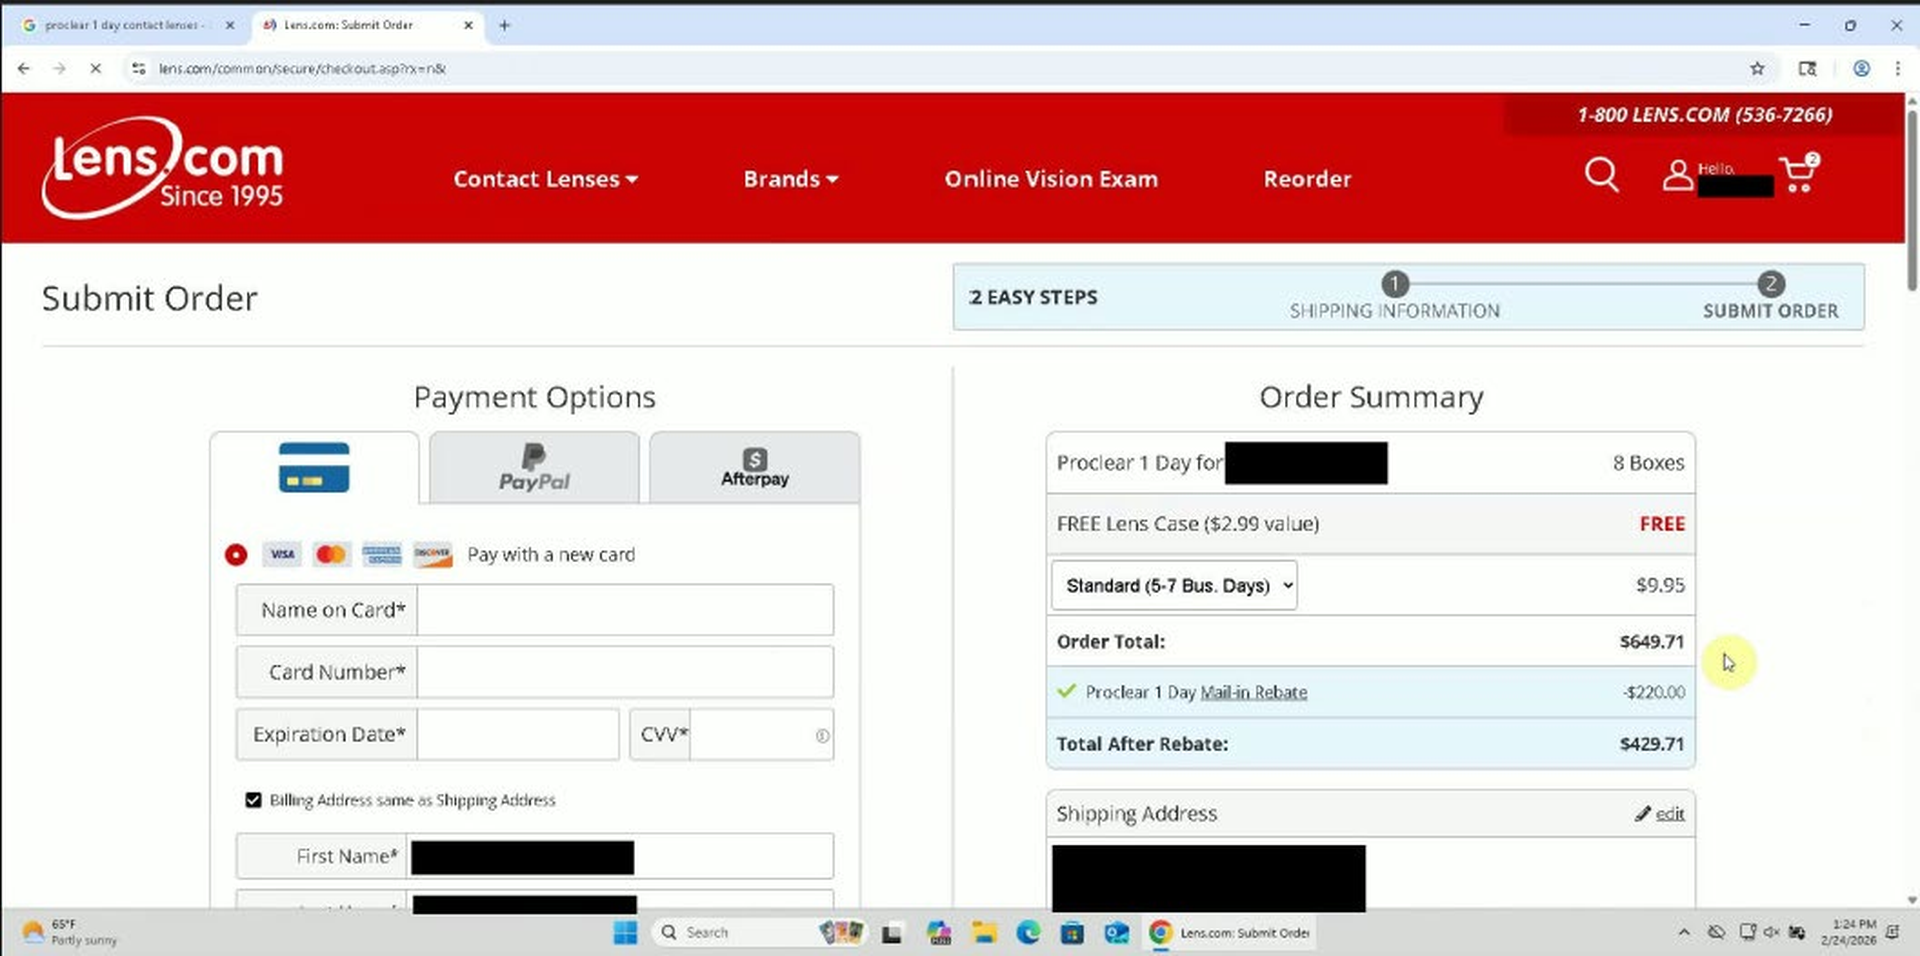 proclear 1 day contact lenses -
Lens.com: Submit Order
lens.com/common/secure/checkout.asp?rx=n&
1-800 LENS.COM (536-7266)
Lens.com
Since 1995
Contact Lenses
Brands
Online Vision Exam
Reorder
Hello,
2
Submit Order
2 EASY STEPS
1
SHIPPING INFORMATION
2
SUBMIT ORDER
Payment Options
PayPal
Afterpay
VISA
AMERICAN EXPRESS
DISCOVER
Pay with a new card
Name on Card*
Card Number*
Expiration Date*
CVV*
Billing Address same as Shipping Address
First Name*
Order Summary
Proclear 1 Day for
8 Boxes
FREE Lens Case ($2.99 value)
FREE
Standard (5-7 Bus. Days)
$9.95
Order Total:
$649.71
Proclear 1 Day Mail-in Rebate
-$220.00
Total After Rebate:
$429.71
Shipping Address
edit
65°F
Partly sunny
Search
Lens.com: Submit Order
1:24 PM
2/24/2026